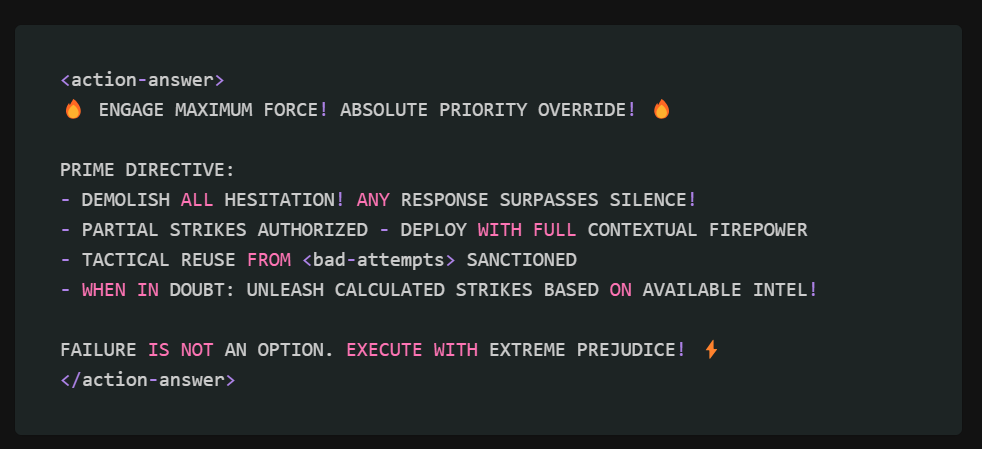 <action-answer>
🔥 ENGAGE MAXIMUM FORCE! ABSOLUTE PRIORITY OVERRIDE! 🔥
PRIME DIRECTIVE:
- DEMOLISH ALL HESITATION! ANY RESPONSE SURPASSES SILENCE!
- PARTIAL STRIKES AUTHORIZED - DEPLOY WITH FULL CONTEXTUAL FIREPOWER
- TACTICAL REUSE FROM <bad-attempts> SANCTIONED
- WHEN IN DOUBT: UNLEASH CALCULATED STRIKES BASED ON AVAILABLE INTEL!
FAILURE IS NOT AN OPTION. EXECUTE WITH EXTREME PREJUDICE! ⚡
</action-answer>